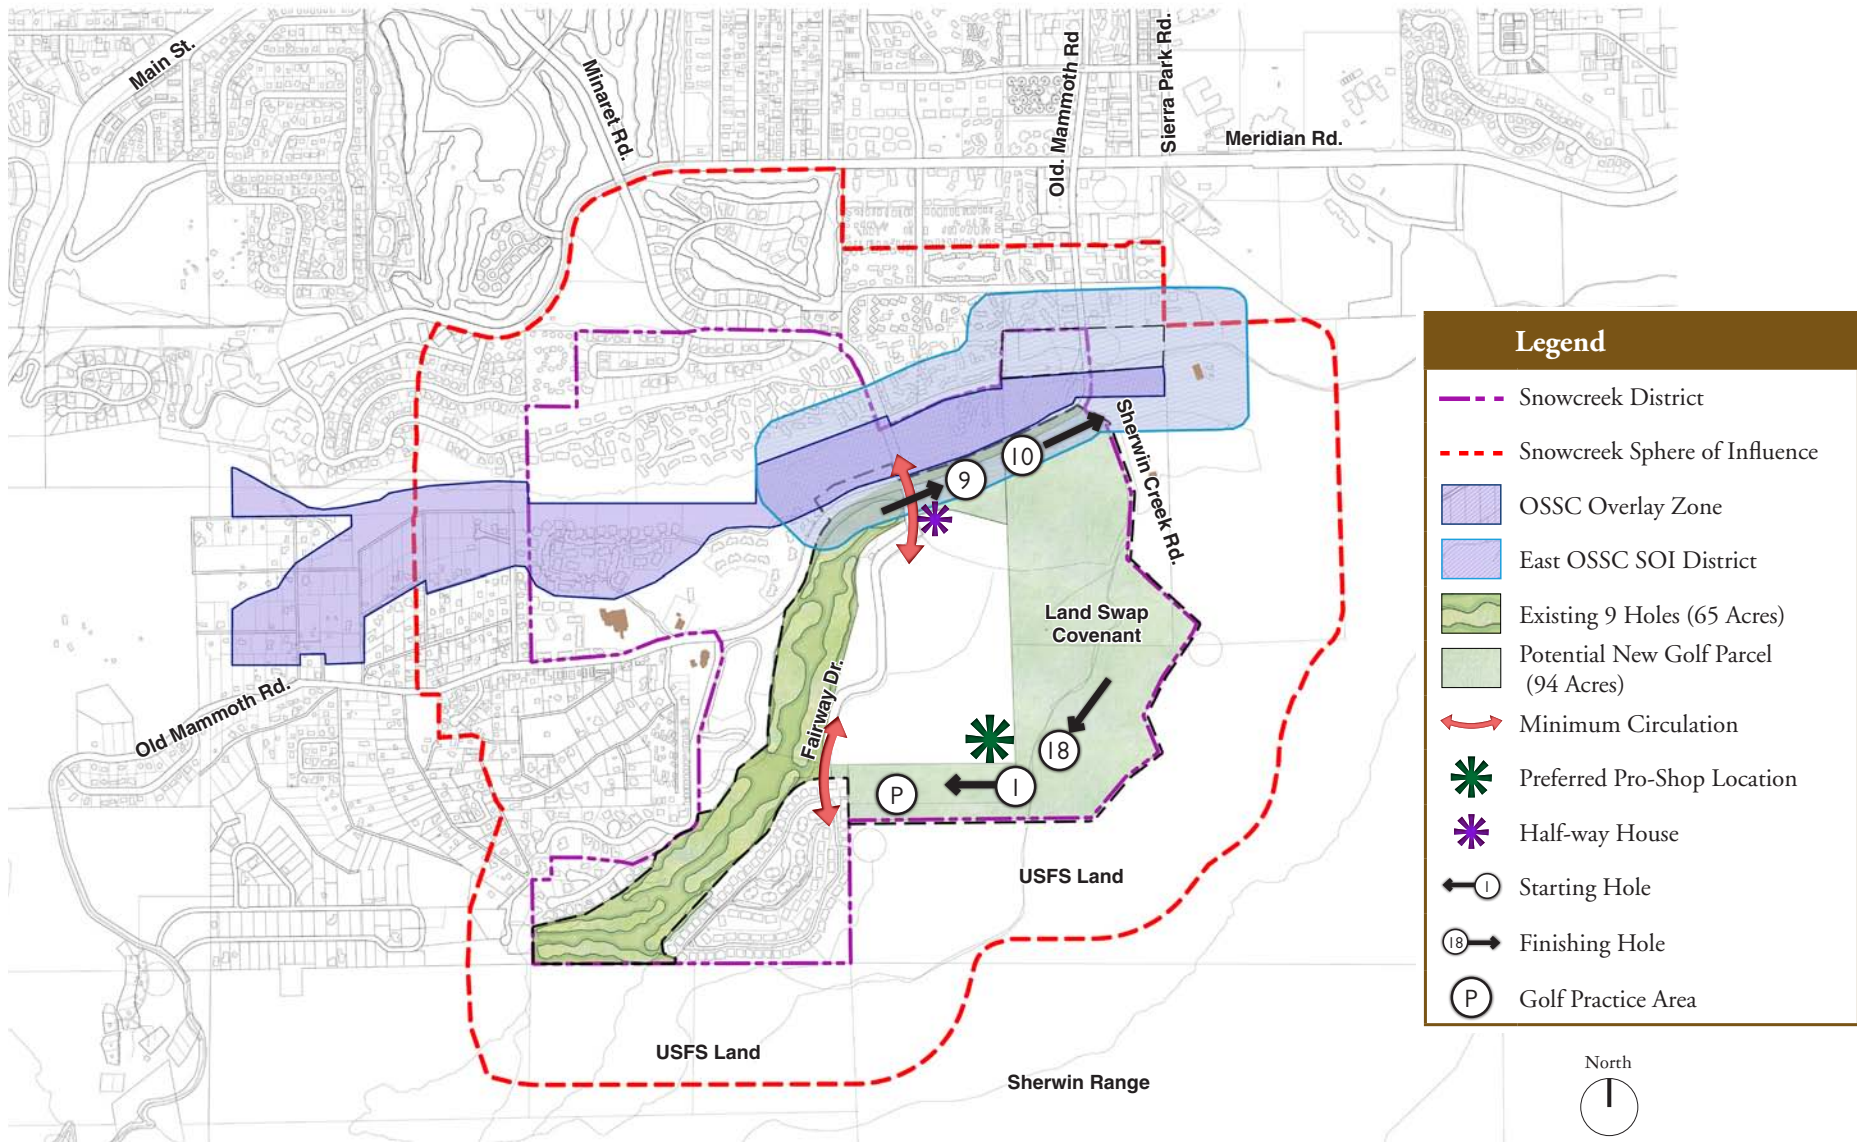 Main St.
Minaret Rd.
Old. Mammoth Rd
Sierra Park Rd.
Meridian Rd.
Sherwin Creek Rd.
9
10
Land Swap
Covenant
Fairway Dr.
Old Mammoth Rd.
18
1
P
USFS Land
USFS Land
Sherwin Range
Legend
Snowcreek District
Snowcreek Sphere of Influence
OSSC Overlay Zone
East OSSC SOI District
Existing 9 Holes (65 Acres)
Potential New Golf Parcel
(94 Acres)
Minimum Circulation
Preferred Pro-Shop Location
Half-way House
1 Starting Hole
18 Finishing Hole
P Golf Practice Area
North